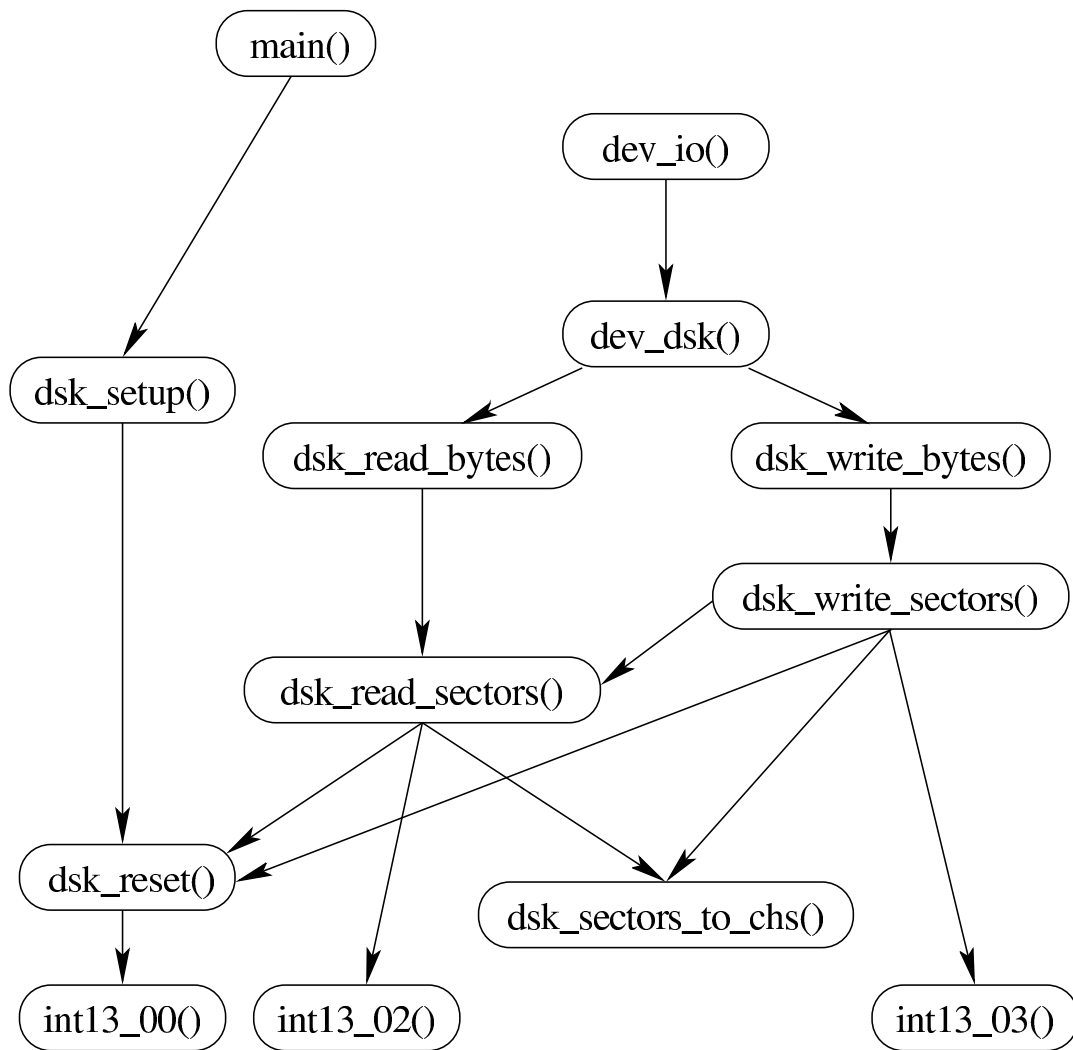 main()
dev_io()
dev_dsk()
dsk_setup()
dsk_read_bytes()
dsk_write_bytes()
dsk_write_sectors()
dsk_read_sectors()
dsk_reset()
dsk_sectors_to_chs()
int13_00()
int13_02()
int13_03()